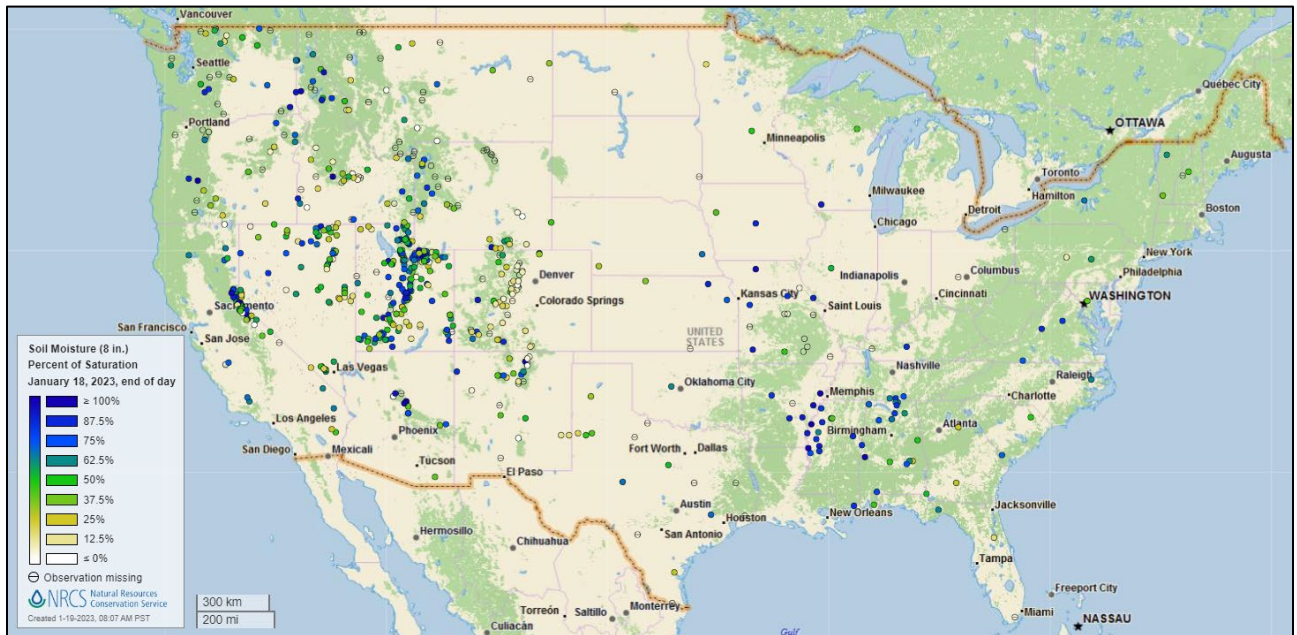 Vancouver
Seattle
Portland
Québec City
OTTAWA
Augusta
Minneapolis
Toronto
Hamilton
Milwaukee
Detroit
Boston
Chicago
New York
Denver
Indianapolis
Columbus
Philadelphia
Sacramento
Colorado Springs
Kansas City
Cincinnati
WASHINGTON
San Francisco
San Jose
Saint Louis
UNITED
STATES
Las Vegas
Nashville
Raleigh
Oklahoma City
Memphis
Charlotte
Los Angeles
Phoenix
Birmingham
Atlanta
San Diego
Mexicali
Tucson
Fort Worth
Dallas
El Paso
Austin
Jacksonville
Houston
New Orleans
Hermosillo
San Antonio
Chihuahua
Tampa
Freeport City
Torreón
Saltillo
Monterrey
Miami
NASSAU
Culiacán
Gulf
Soil Moisture (8 in.)
Percent of Saturation
January 18, 2023, end of day
≥ 100%
87.5%
75%
62.5%
50%
37.5%
25%
12.5%
≤ 0%
Observation missing
NRCS Natural Resources
Conservation Service
Created 1-19-2023, 08:07 AM PST
300 km
200 mi